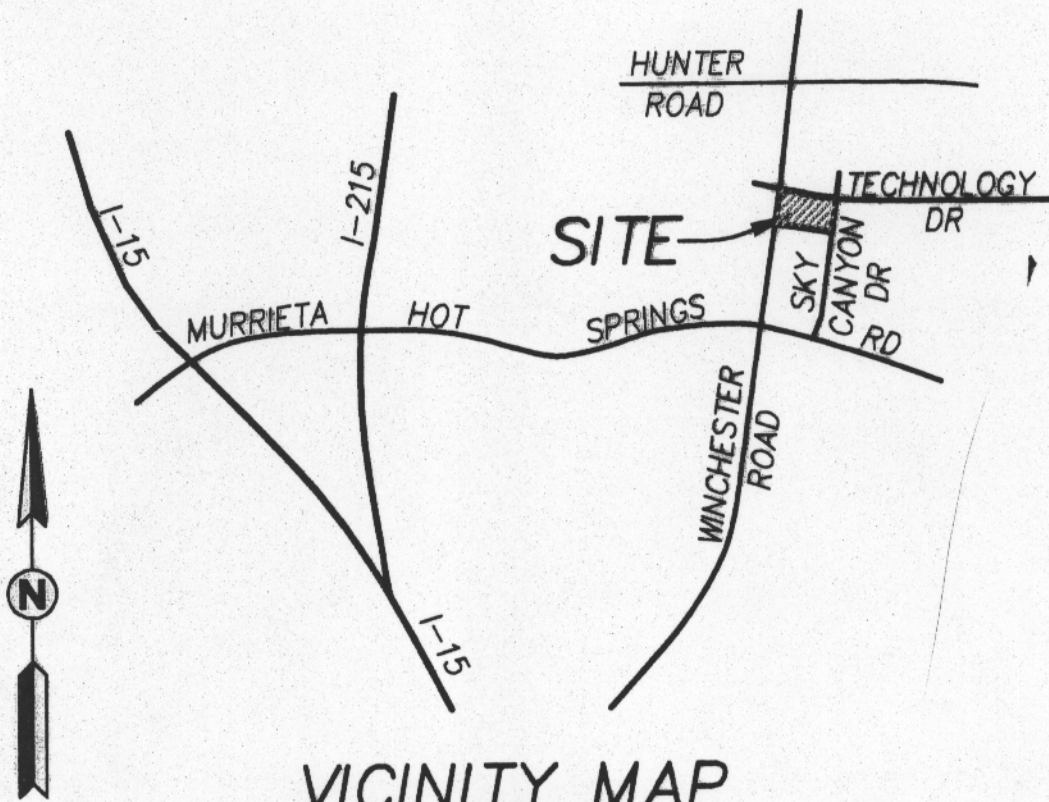 HUNTER
ROAD
TECHNOLOGY
DR
I-215
I-15
SITE
SKY
CANYON
DR
MURRIETA HOT SPRINGS RD
WINCHESTER
ROAD
N
I-15
VICINITY MAP